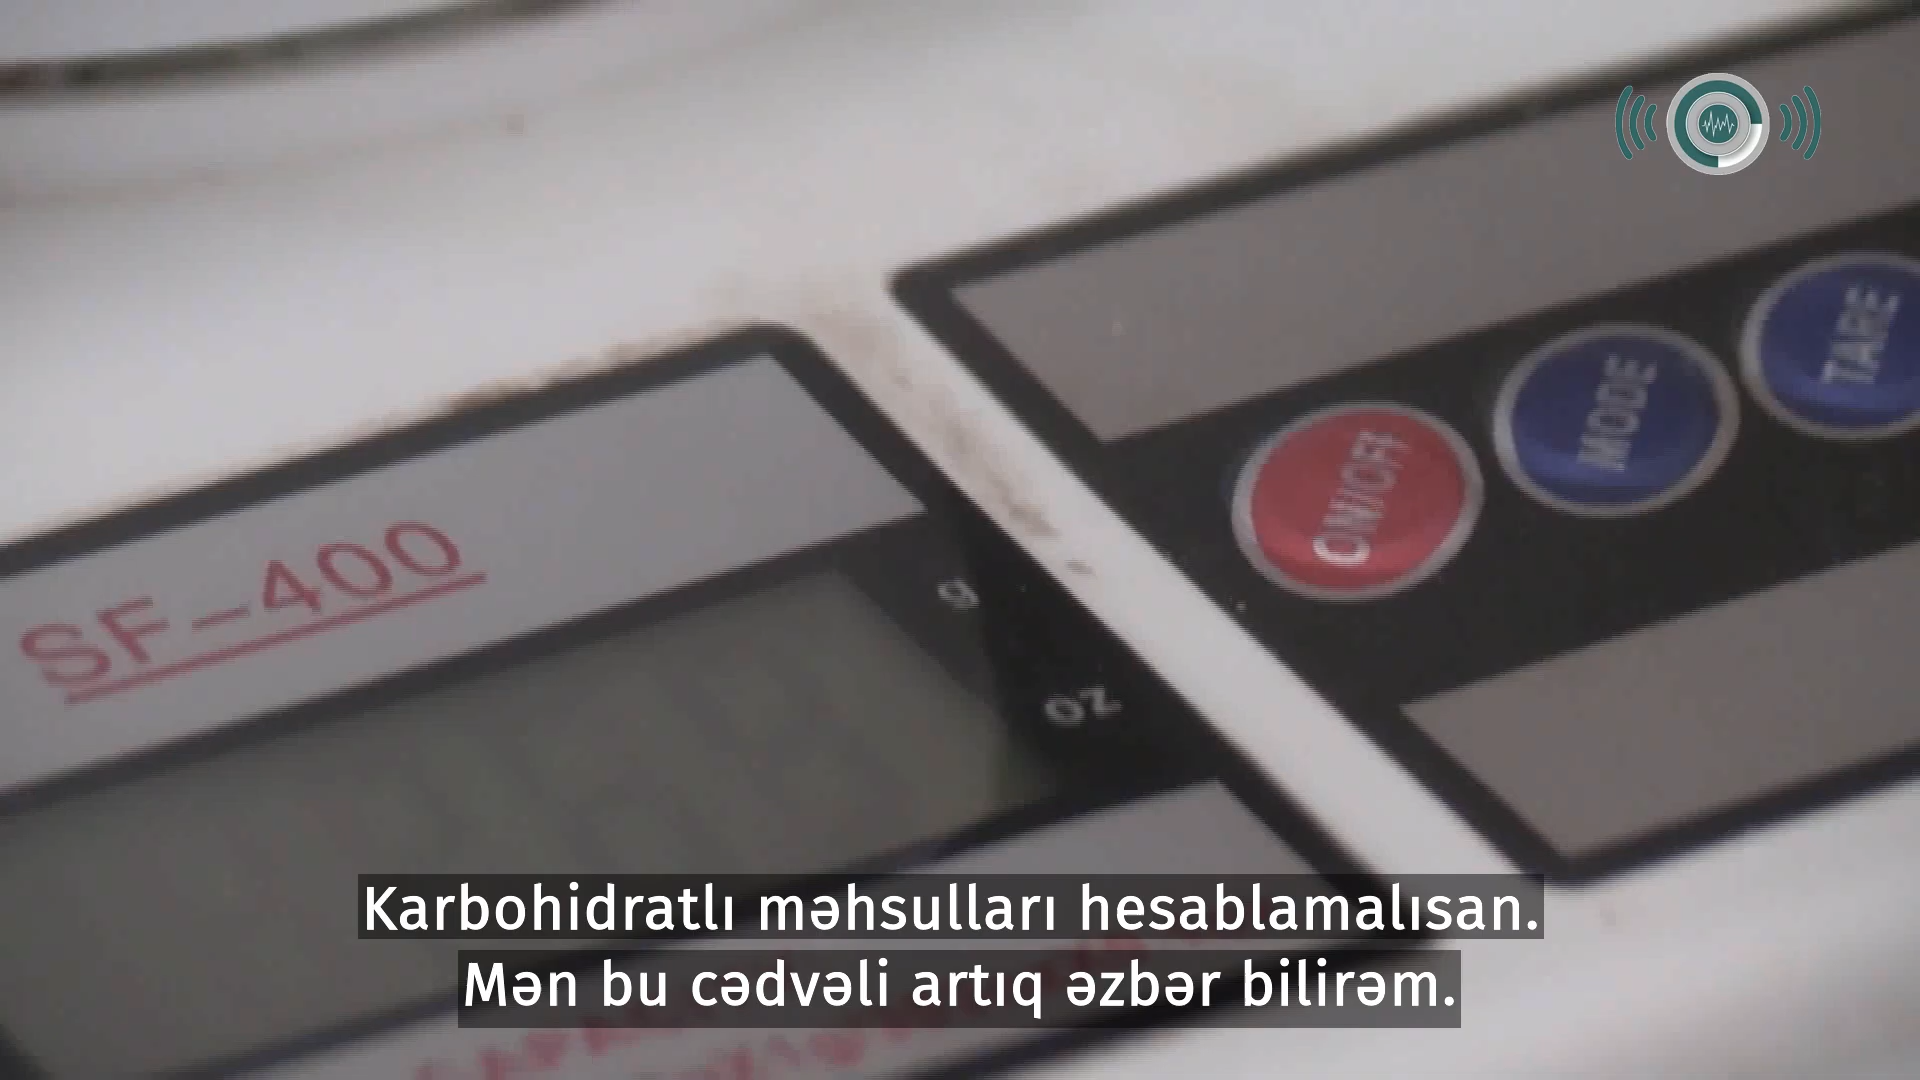 TARE
MODE
ON/OFF
SF-400
g
oz
Karbohidratlı məhsulları hesablamalısan.
Mən bu cədvəli artıq əzbər bilirəm.